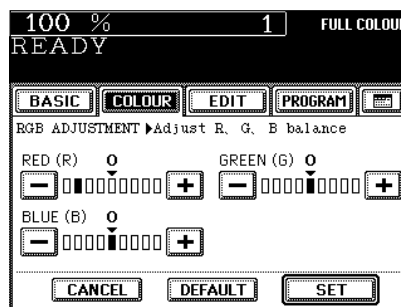 100 % 1 FULL COLOUR
READY
BASIC COLOUR EDIT PROGRAM
RGB ADJUSTMENT ▶Adjust R、G、B balance
RED (R) 0 GREEN (G) 0
BLUE (B) 0
CANCEL DEFAULT SET